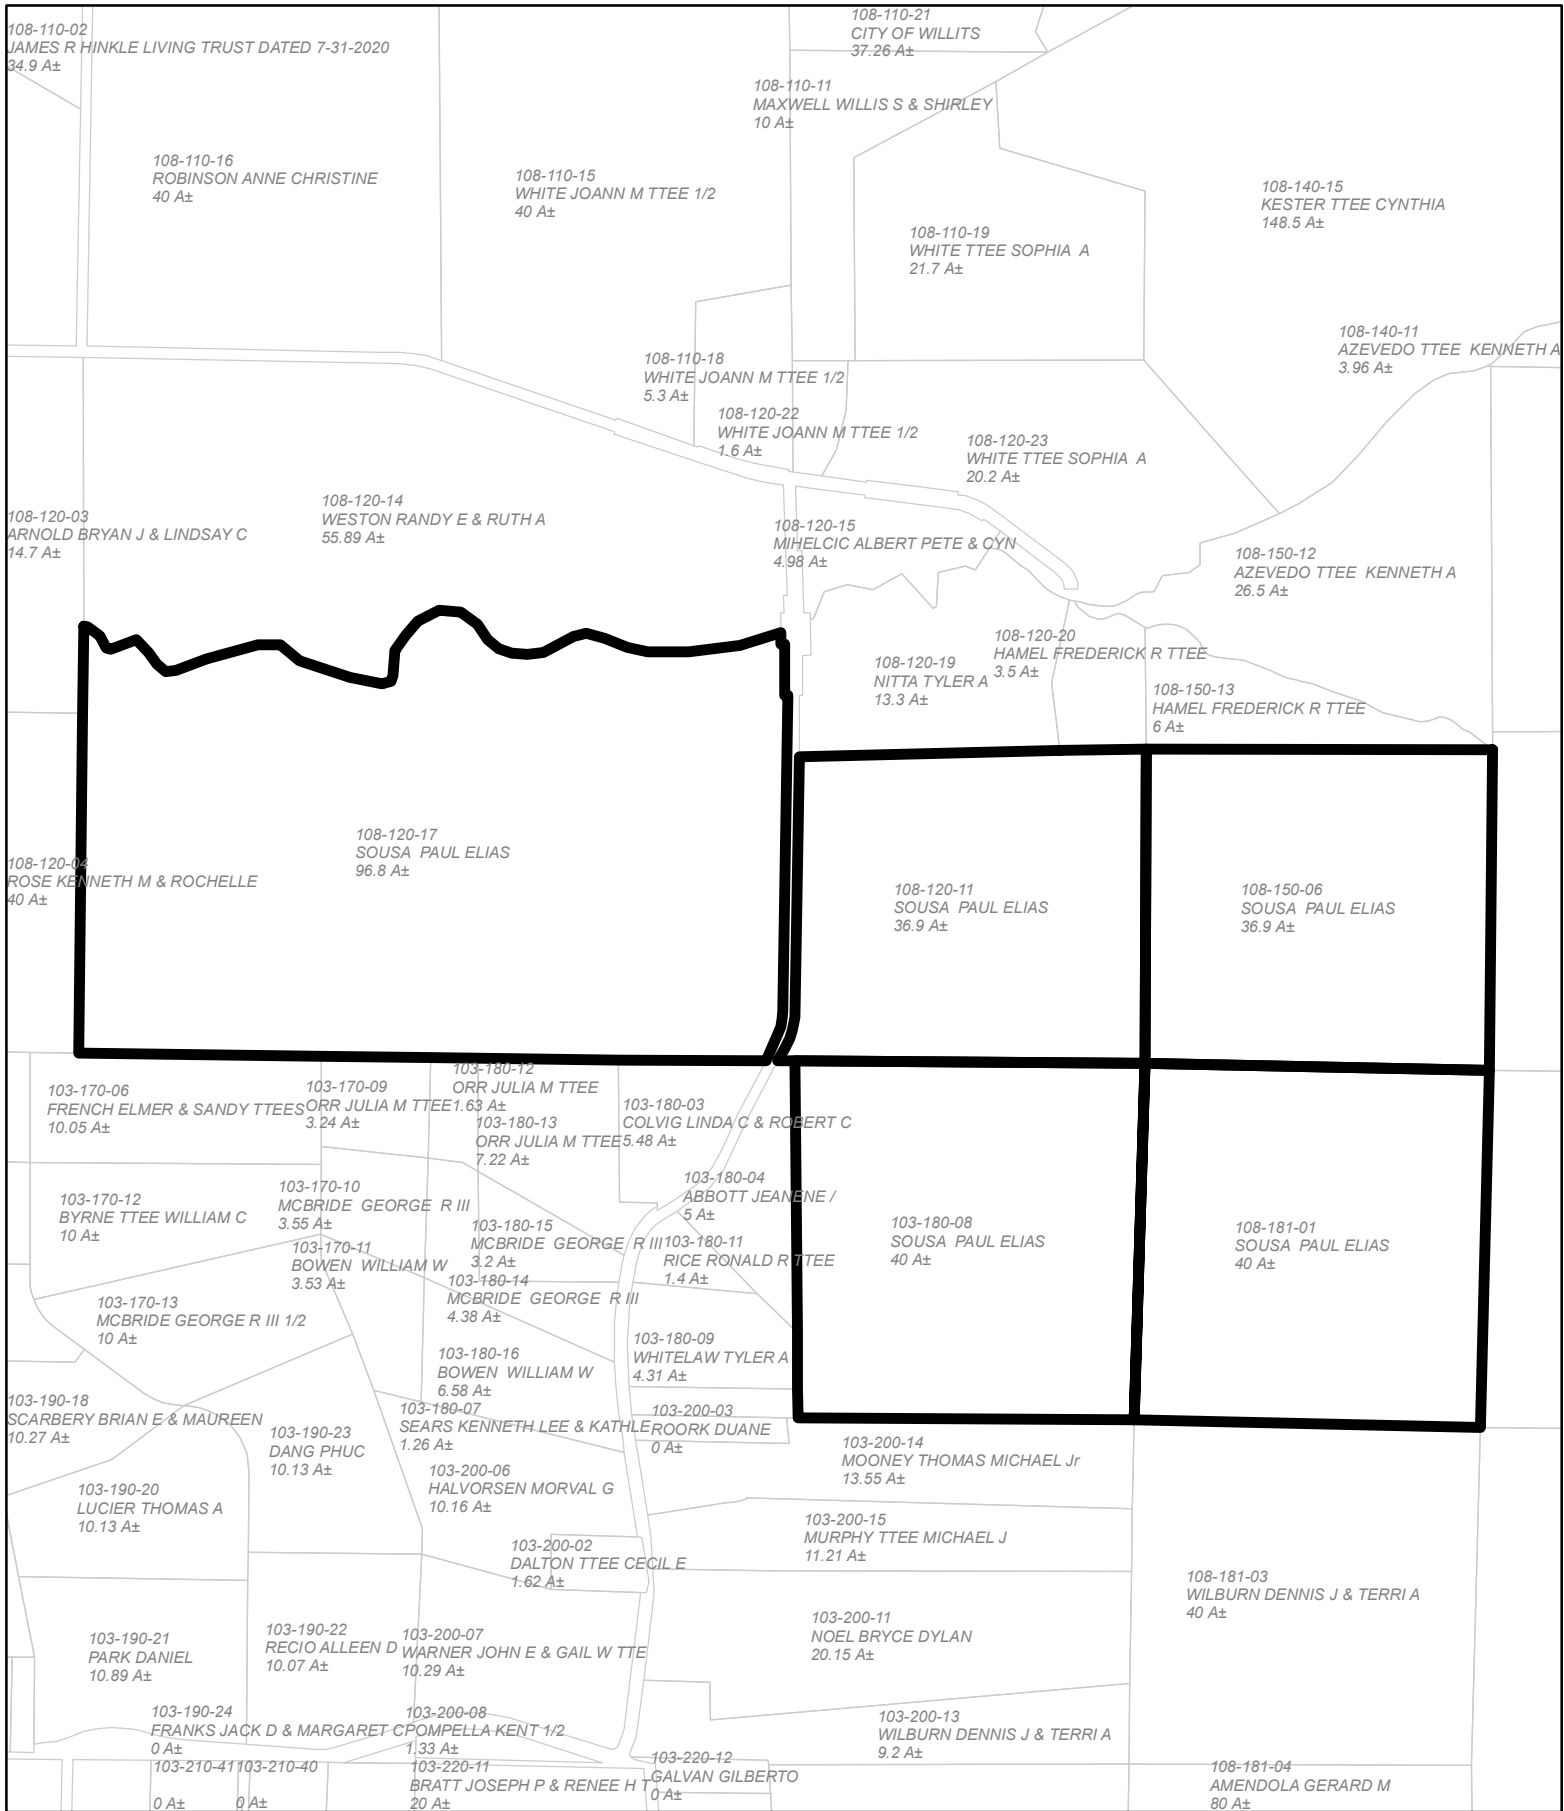 108-110-02
JAMES R HINKLE LIVING TRUST DATED 7-31-2020
34.9 A±
108-110-21
CITY OF WILLITS
37.26 A±
108-110-11
MAXWELL WILLIS S & SHIRLEY
10 A±
108-110-16
ROBINSON ANNE CHRISTINE
40 A±
108-110-15
WHITE JOANN M TTEE 1/2
40 A±
108-140-15
KESTER TTEE CYNTHIA
148.5 A±
108-110-19
WHITE TTEE SOPHIA  A
21.7 A±
108-140-11
AZEVEDO TTEE  KENNETH A
3.96 A±
108-110-18
WHITE JOANN M TTEE 1/2
5.3 A±
108-120-22
WHITE JOANN M TTEE 1/2
1.6 A±
108-120-23
WHITE TTEE SOPHIA  A
20.2 A±
108-120-14
WESTON RANDY E & RUTH A
55.89 A±
108-120-03
ARNOLD BRYAN J & LINDSAY C
14.7 A±
108-120-15
MIHELCIC ALBERT PETE & CYN
4.98 A±
108-150-12
AZEVEDO TTEE  KENNETH A
26.5 A±
108-120-20
HAMEL FREDERICK R TTEE
3.5 A±
108-120-19
NITTA TYLER A
13.3 A±
108-150-13
HAMEL FREDERICK R TTEE
6 A±
108-120-17
SOUSA  PAUL ELIAS
96.8 A±
108-120-04
ROSE KENNETH M & ROCHELLE
40 A±
108-120-11
SOUSA  PAUL ELIAS
36.9 A±
108-150-06
SOUSA  PAUL ELIAS
36.9 A±
103-170-06
FRENCH ELMER & SANDY TTEES
10.05 A±
103-170-09
ORR JULIA M TTEE
3.24 A±
103-180-12
ORR JULIA M TTEE
1.63 A±
103-180-13
ORR JULIA M TTEE
7.22 A±
103-180-03
COLVIG LINDA C & ROBERT C
5.48 A±
103-170-12
BYRNE TTEE WILLIAM C
10 A±
103-170-10
MCBRIDE  GEORGE  R III
3.55 A±
103-180-04
ABBOTT JEANENE /
5 A±
103-180-15
MCBRIDE  GEORGE  R III
3.2 A±
103-180-11
RICE RONALD R TTEE
1.4 A±
103-180-08
SOUSA  PAUL ELIAS
40 A±
108-181-01
SOUSA  PAUL ELIAS
40 A±
103-170-11
BOWEN  WILLIAM W
3.53 A±
103-180-14
MCBRIDE  GEORGE  R III
4.38 A±
103-170-13
MCBRIDE GEORGE R III 1/2
10 A±
103-180-09
WHITELAW TYLER A
4.31 A±
103-180-16
BOWEN  WILLIAM W
6.58 A±
103-190-18
SCARBERY BRIAN E & MAUREEN
10.27 A±
103-180-07
SEARS KENNETH LEE & KATHLE
1.26 A±
103-200-03
ROORK DUANE
0 A±
103-190-23
DANG PHUC
10.13 A±
103-200-14
MOONEY THOMAS MICHAEL Jr
13.55 A±
103-200-06
HALVORSEN MORVAL G
10.16 A±
103-190-20
LUCIER THOMAS A
10.13 A±
103-200-15
MURPHY TTEE MICHAEL J
11.21 A±
103-200-02
DALTON TTEE CECIL E
1.62 A±
108-181-03
WILBURN DENNIS J & TERRI A
40 A±
103-200-11
NOEL BRYCE DYLAN
20.15 A±
103-190-21
PARK DANIEL
10.89 A±
103-190-22
RECIO ALLEEN D
10.07 A±
103-200-07
WARNER JOHN E & GAIL W TTE
10.29 A±
103-190-24
FRANKS JACK D & MARGARET C
0 A±
103-200-08
POMPELLA KENT 1/2
1.33 A±
103-200-13
WILBURN DENNIS J & TERRI A
9.2 A±
103-210-41
0 A±
103-210-40
0 A±
103-220-11
BRATT JOSEPH P & RENEE H T
20 A±
103-220-12
GALVAN GILBERTO
0 A±
108-181-04
AMENDOLA GERARD M
80 A±